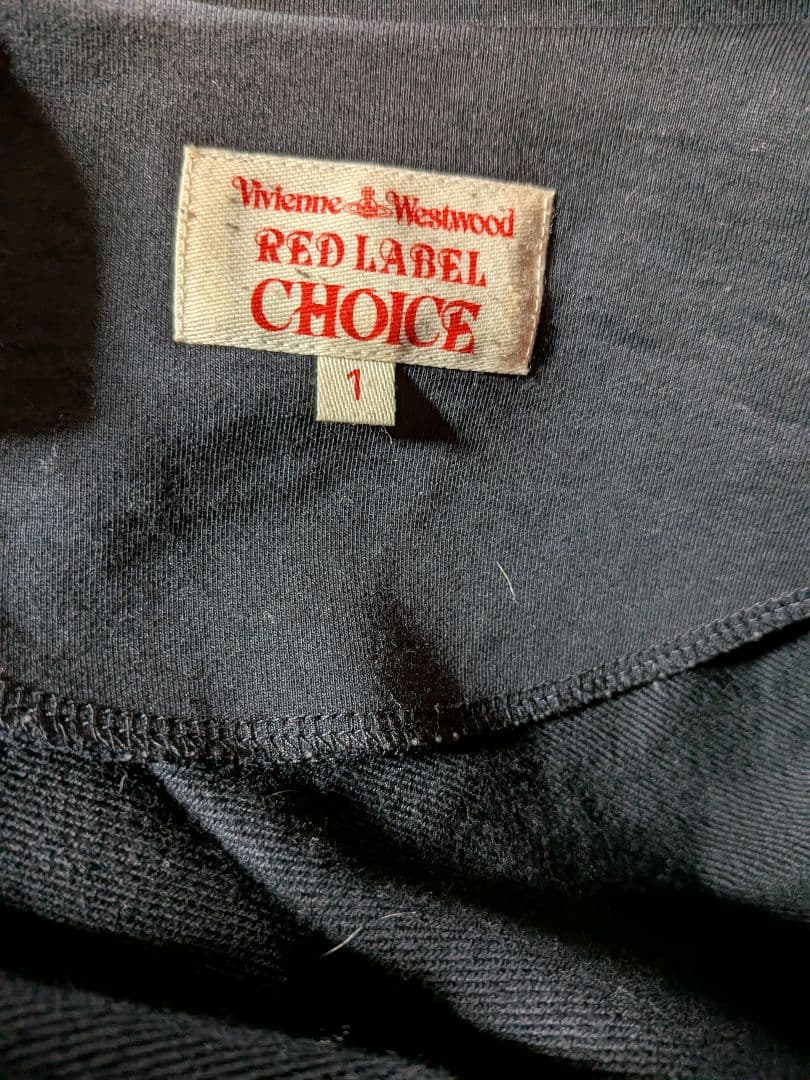 Vivienne Westwood
RED LABEL
CHOICE
1